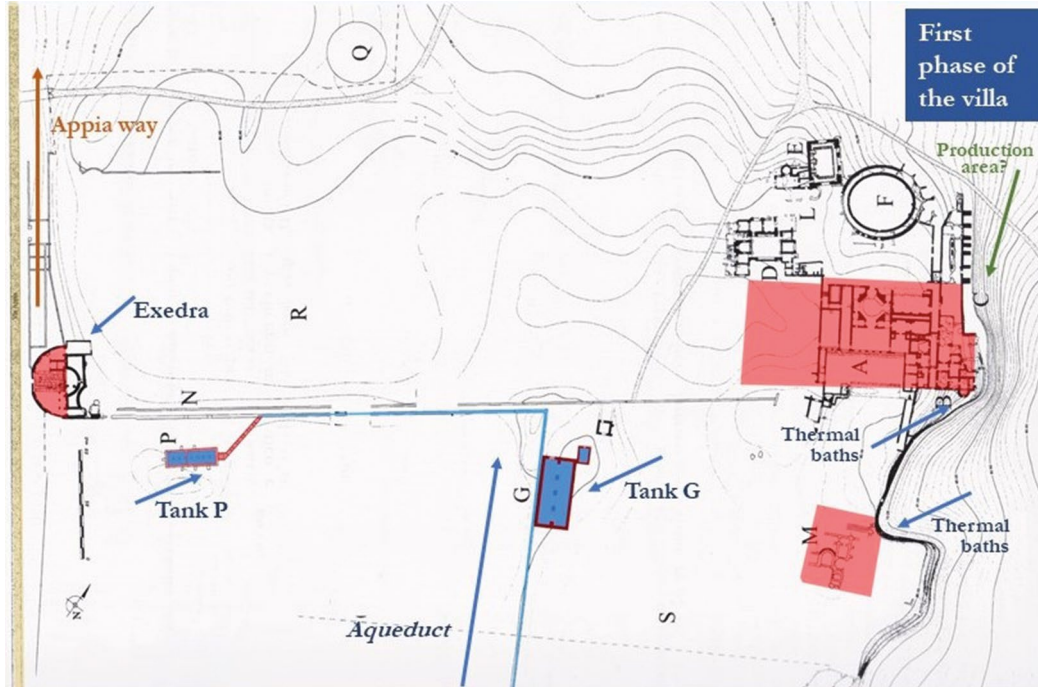 First
phase of
the villa
Q
Appia way
Production
area?
E
L
F
D
Exedra
R
C
A
N
B
P
Thermal
baths
G
Tank G
Tank P
M
Thermal
baths
N
Aqueduct
S